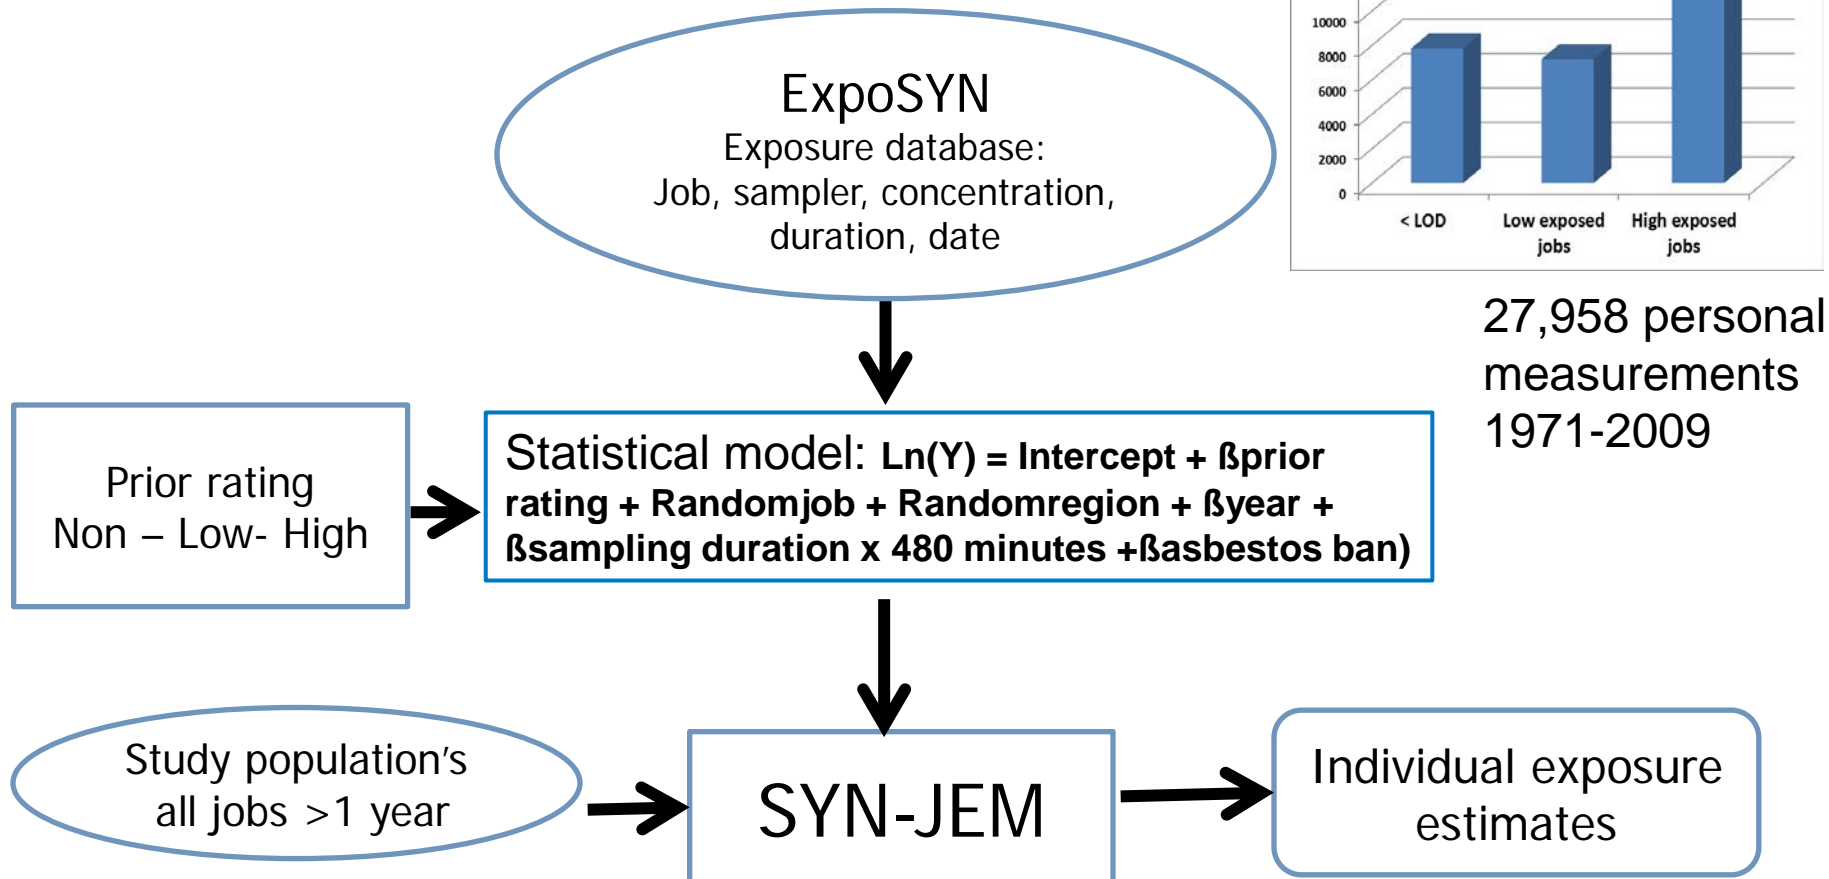 ExpoSYN
Exposure database:
Job, sampler, concentration,
duration, date
10000
8000
6000
4000
2000
0
< LOD
Low exposed
jobs
High exposed
jobs
27,958 personal
measurements
1971-2009
Prior rating
Non – Low- High
Statistical model: Ln(Y) = Intercept + ßprior
rating + Randomjob + Randomregion + ßyear +
ßsampling duration x 480 minutes +ßasbestos ban)
Study population's
all jobs >1 year
SYN-JEM
Individual exposure
estimates